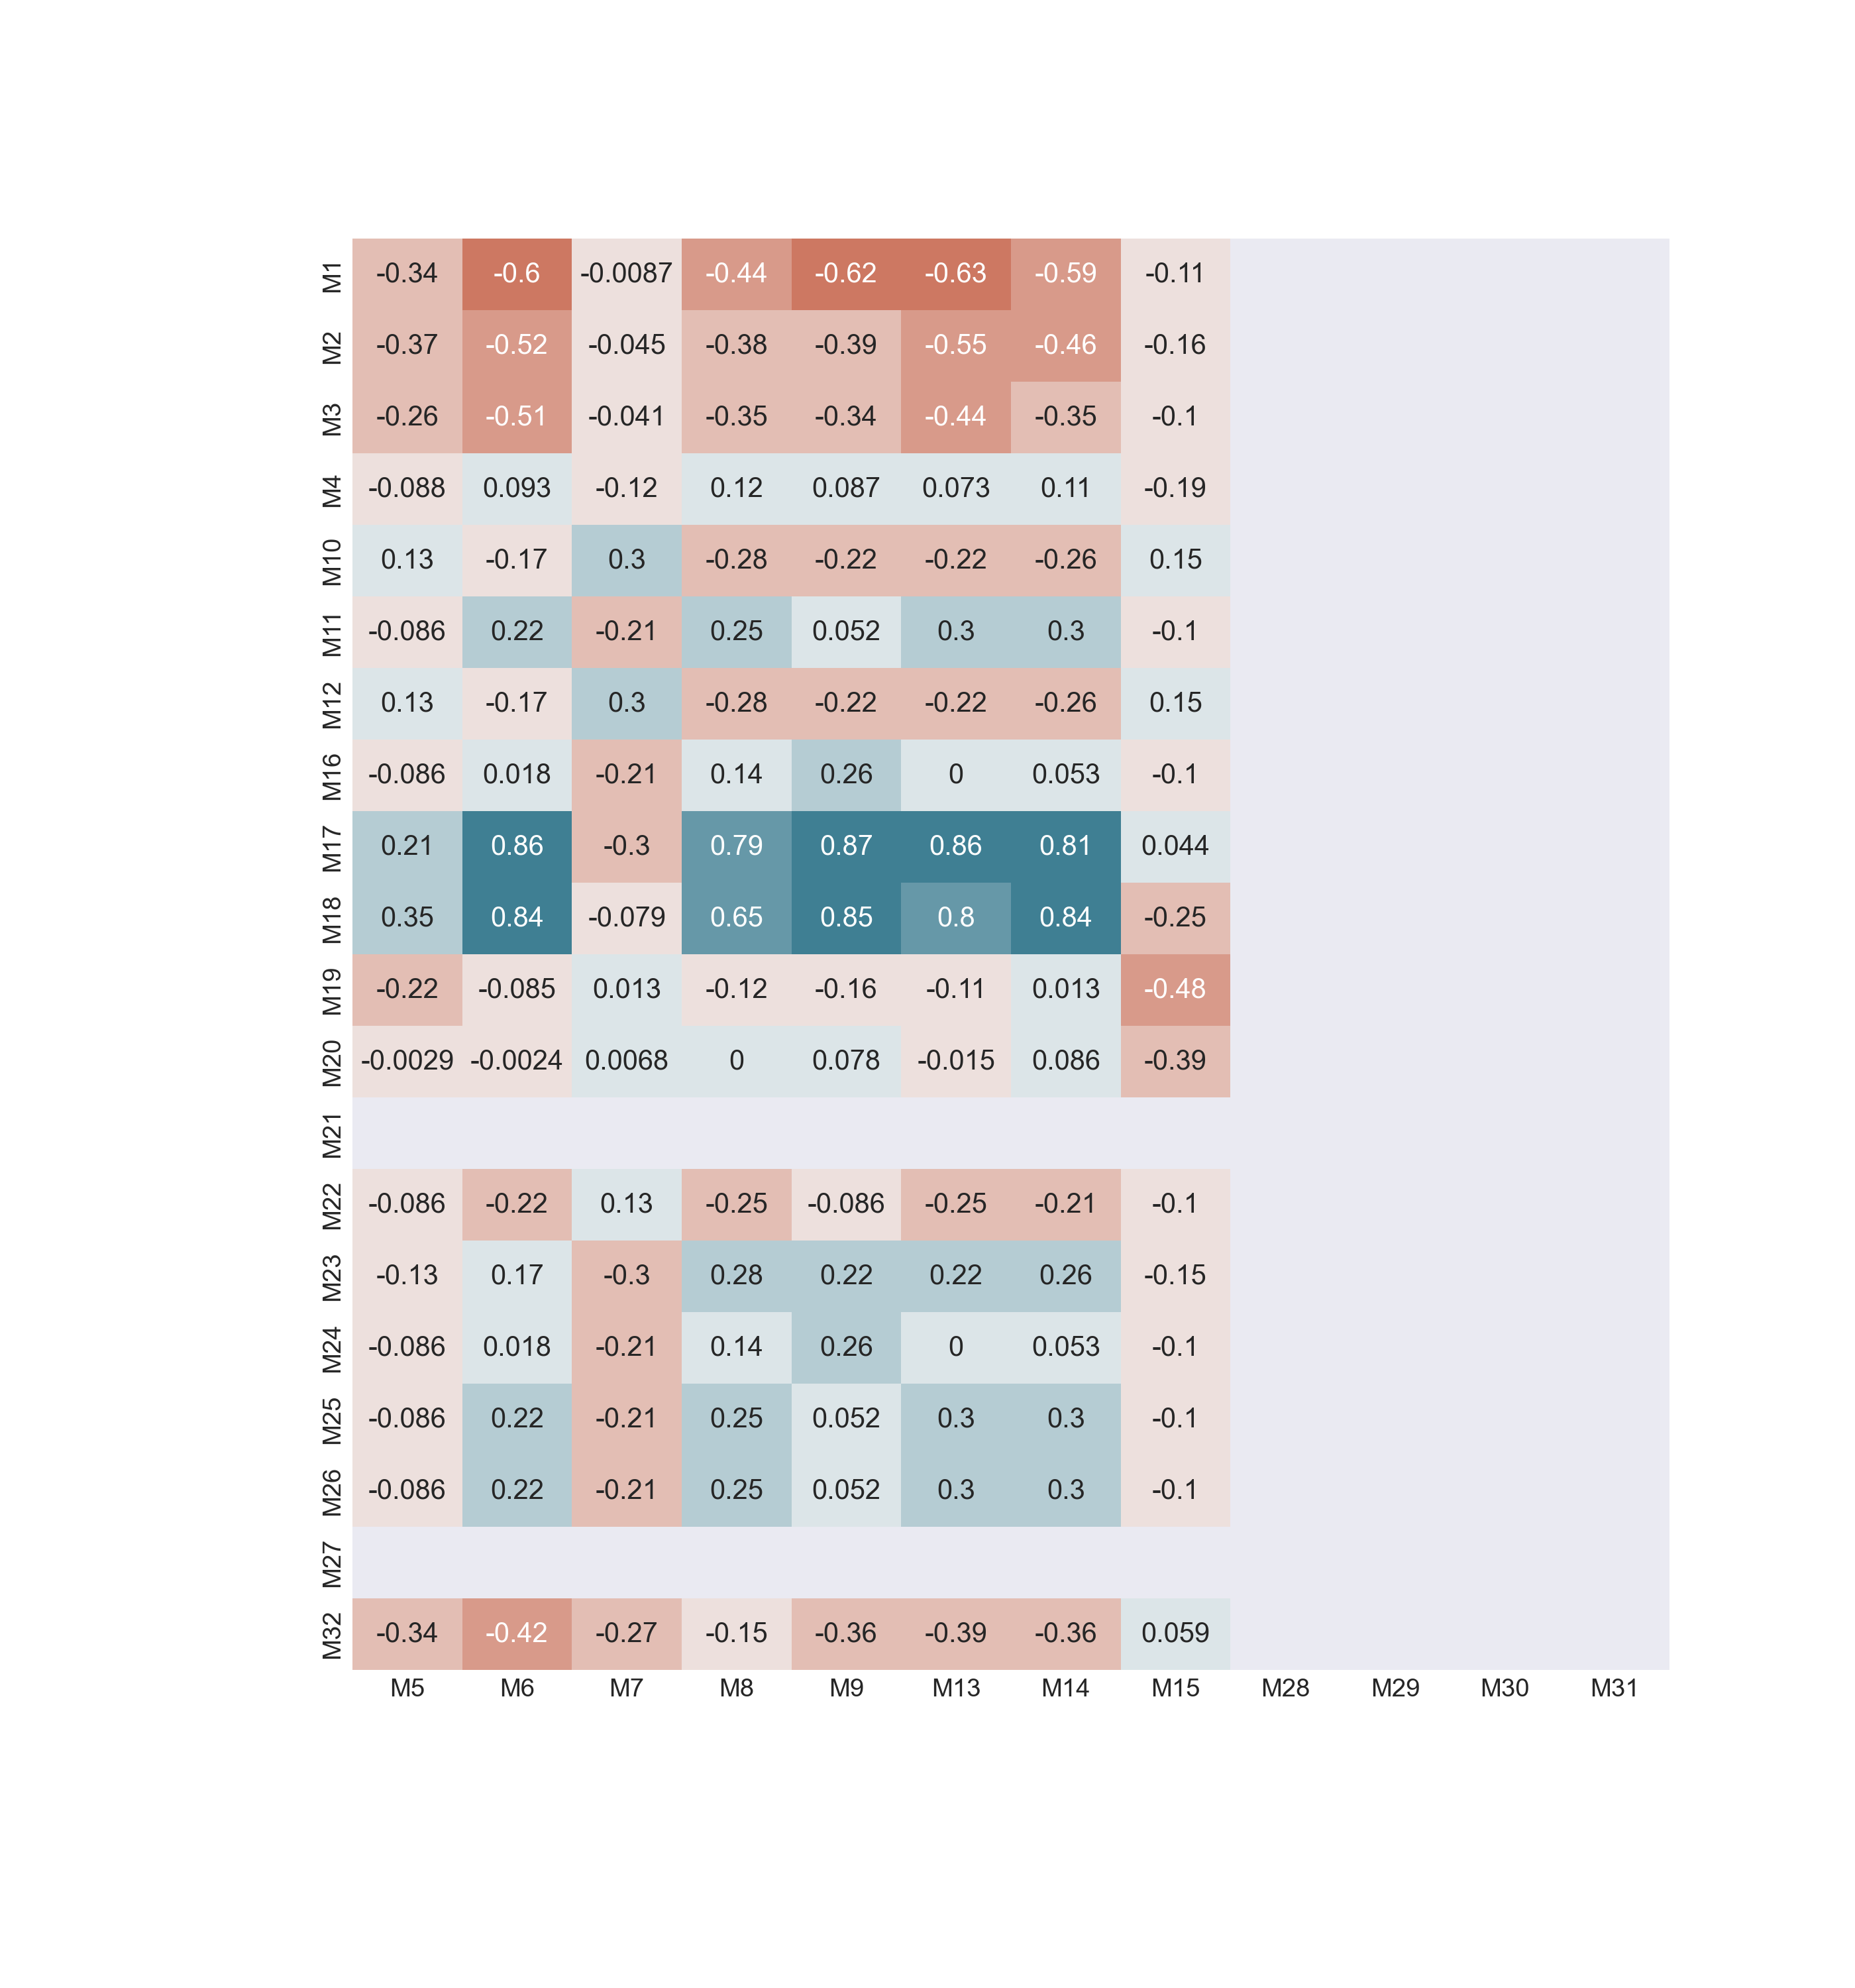 M1 -0.34 -0.6 -0.0087 -0.44 -0.62 -0.63 -0.59 -0.11
M2 -0.37 -0.52 -0.045 -0.38 -0.39 -0.55 -0.46 -0.16
M3 -0.26 -0.51 -0.041 -0.35 -0.34 -0.44 -0.35 -0.1
M4 -0.088 0.093 -0.12 0.12 0.087 0.073 0.11 -0.19
M10 0.13 -0.17 0.3 -0.28 -0.22 -0.22 -0.26 0.15
M11 -0.086 0.22 -0.21 0.25 0.052 0.3 0.3 -0.1
M12 0.13 -0.17 0.3 -0.28 -0.22 -0.22 -0.26 0.15
M16 -0.086 0.018 -0.21 0.14 0.26 0 0.053 -0.1
M17 0.21 0.86 -0.3 0.79 0.87 0.86 0.81 0.044
M18 0.35 0.84 -0.079 0.65 0.85 0.8 0.84 -0.25
M19 -0.22 -0.085 0.013 -0.12 -0.16 -0.11 0.013 -0.48
M20 -0.0029 -0.0024 0.0068 0 0.078 -0.015 0.086 -0.39
M21
M22 -0.086 -0.22 0.13 -0.25 -0.086 -0.25 -0.21 -0.1
M23 -0.13 0.17 -0.3 0.28 0.22 0.22 0.26 -0.15
M24 -0.086 0.018 -0.21 0.14 0.26 0 0.053 -0.1
M25 -0.086 0.22 -0.21 0.25 0.052 0.3 0.3 -0.1
M26 -0.086 0.22 -0.21 0.25 0.052 0.3 0.3 -0.1
M27
M32 -0.34 -0.42 -0.27 -0.15 -0.36 -0.39 -0.36 0.059
M5 M6 M7 M8 M9 M13 M14 M15 M28 M29 M30 M31